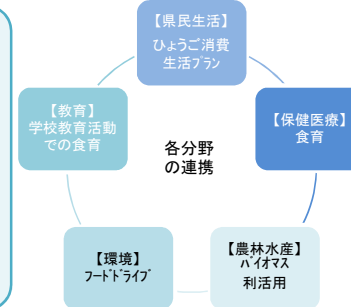 【県民生活】
ひょうご消費
生活プラン
【教育】
学校教育活動
での食育
【保健医療】
食育
各分野
の連携
【環境】
フードドライブ
【農林水産】
バイオマス
利活用